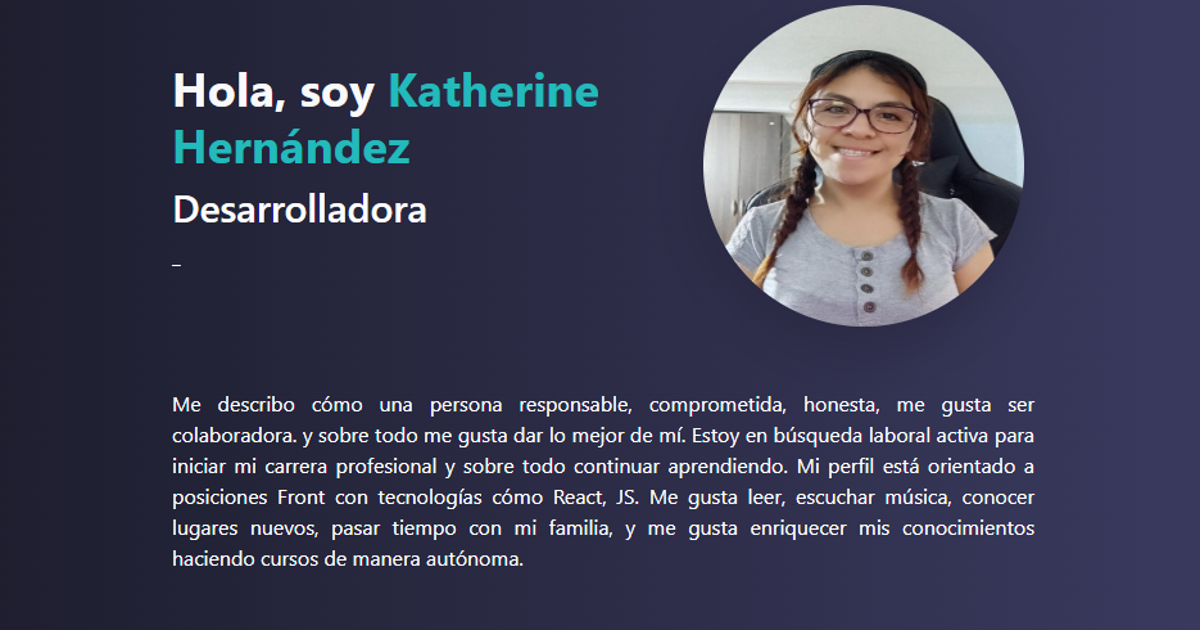 Hola, soy Katherine
Hernández
Desarrolladora
_
Me describo cómo una persona responsable, comprometida, honesta, me gusta ser
colaboradora. y sobre todo me gusta dar lo mejor de mí. Estoy en búsqueda laboral activa para
iniciar mi carrera profesional y sobre todo continuar aprendiendo. Mi perfil está orientado a
posiciones Front con tecnologías cómo React, JS. Me gusta leer, escuchar música, conocer
lugares nuevos, pasar tiempo con mi familia, y me gusta enriquecer mis conocimientos
haciendo cursos de manera autónoma.